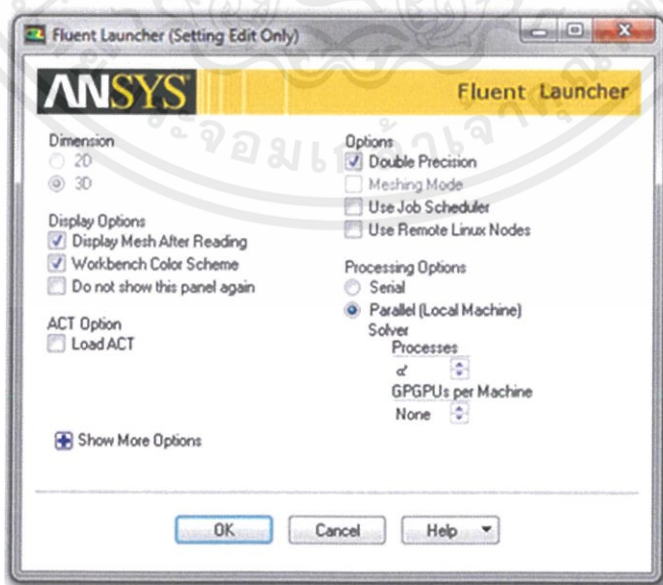 Fluent Launcher (Setting Edit Only)
ANSYS
Fluent Launcher
Dimension
2D
3D
Display Options
Display Mesh After Reading
Workbench Color Scheme
Do not show this panel again
ACT Option
Load ACT
Show More Options
Options
Double Precision
Meshing Mode
Use Job Scheduler
Use Remote Linux Nodes
Processing Options
Serial
Parallel (Local Machine)
Solver
Processes
GPGPUs per Machine
None
OK
Cancel
Help